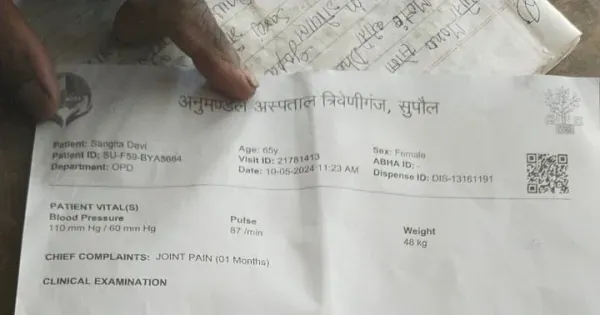 अनुमण्डल अस्पताल त्रिवेणीगंज, सुपौल
Patient: Sangita Devi
Patient ID: SU-F59-BYA8664
Department: OPD
Age: 65y
Visit ID: 21781413
Date: 10-05-2024 11:23 AM
Sex: Female
ABHA ID: -
Dispense ID: DIS-13161191
PATIENT VITAL(S)
Blood Pressure
110 mm Hg / 60 mm Hg
Pulse
87 /min
Weight
48 kg
CHIEF COMPLAINTS: JOINT PAIN (01 Months)
CLINICAL EXAMINATION